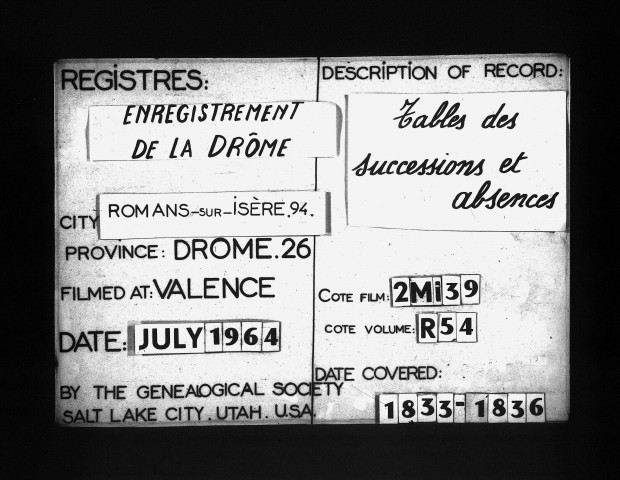 REGISTRES:
ENREGISTREMENT
DE LA DRÔME
CITY ROMANS-SUR-ISÈRE.94.
PROVINCE: DROME.26
FILMED AT: VALENCE
DATE: JULY 1964
BY THE GENEALOGICAL SOCIETY
SALT LAKE CITY. UTAH. U.S.A.
DESCRIPTION OF RECORD:
Tables des
successions et
absences
COTE FILM: 2Mi39
COTE VOLUME: R54
DATE COVERED:
1833-1836